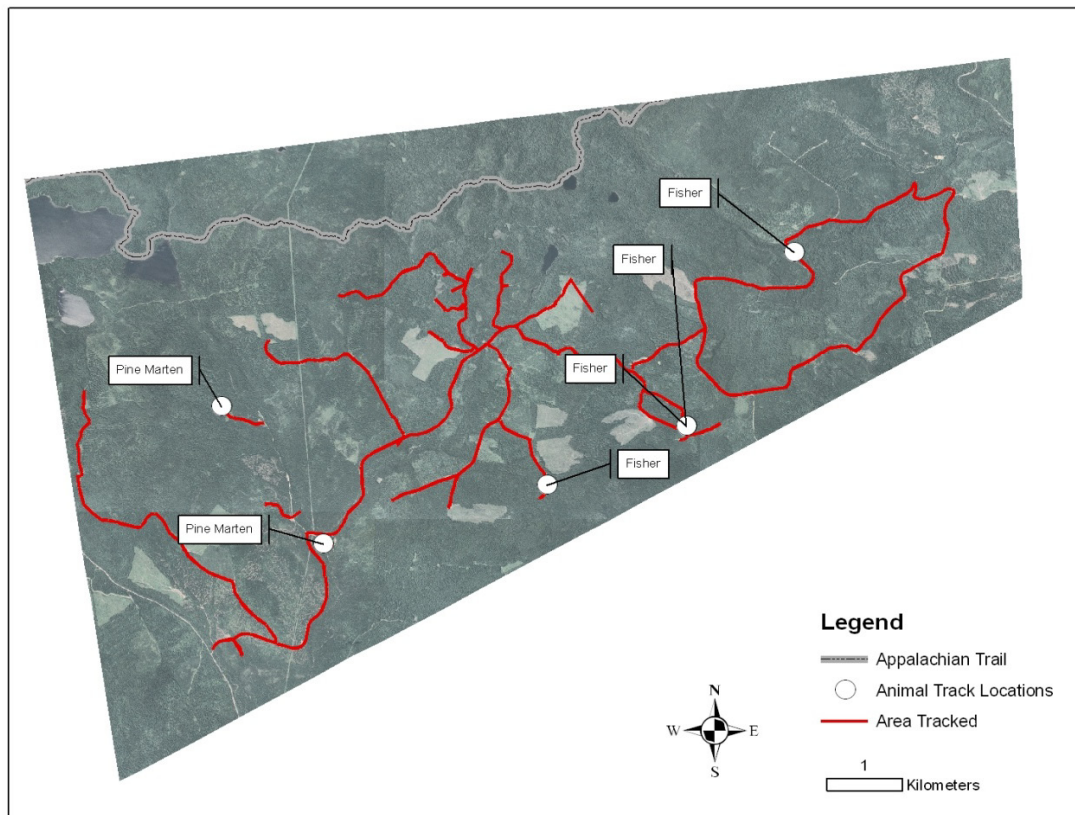 Fisher
Fisher
Fisher
Pine Marten
Fisher
Pine Marten
Legend
Appalachian Trail
Animal Track Locations
Area Tracked
N
W E
S
1
Kilometers